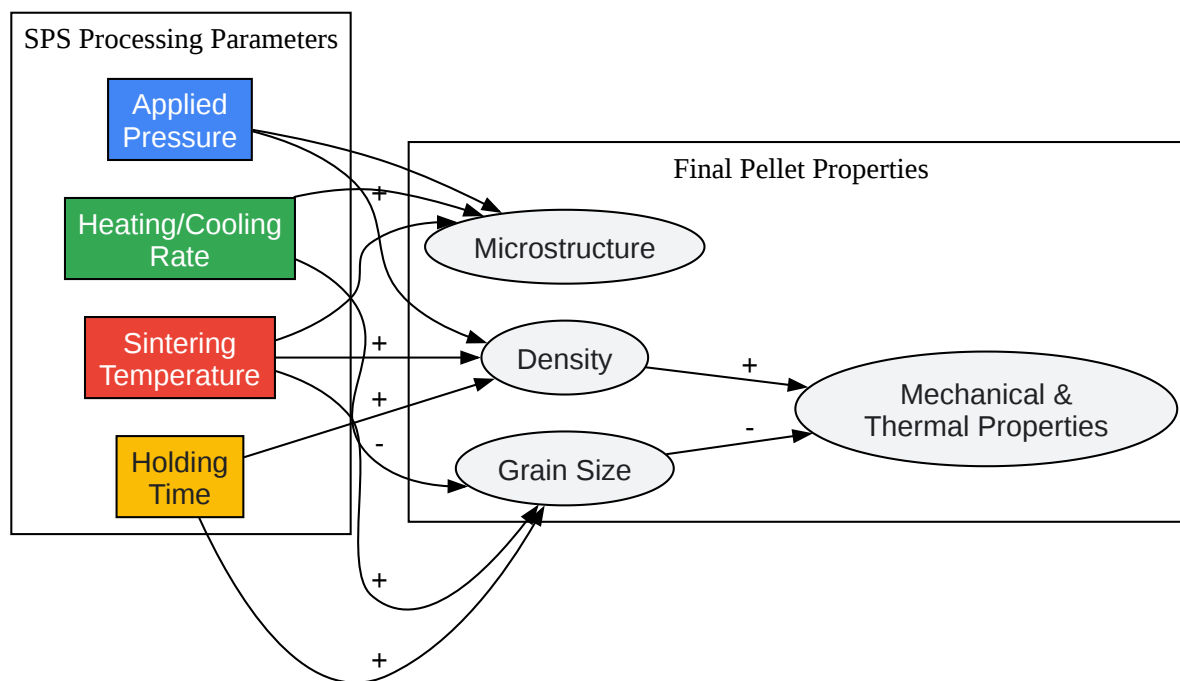 SPS Processing Parameters
Applied
Pressure
Heating/Cooling
Rate
Sintering
Temperature
Holding
Time
+
+
+
-
+
+
Final Pellet Properties
Microstructure
Density
Grain Size
+
-
Mechanical &
Thermal Properties